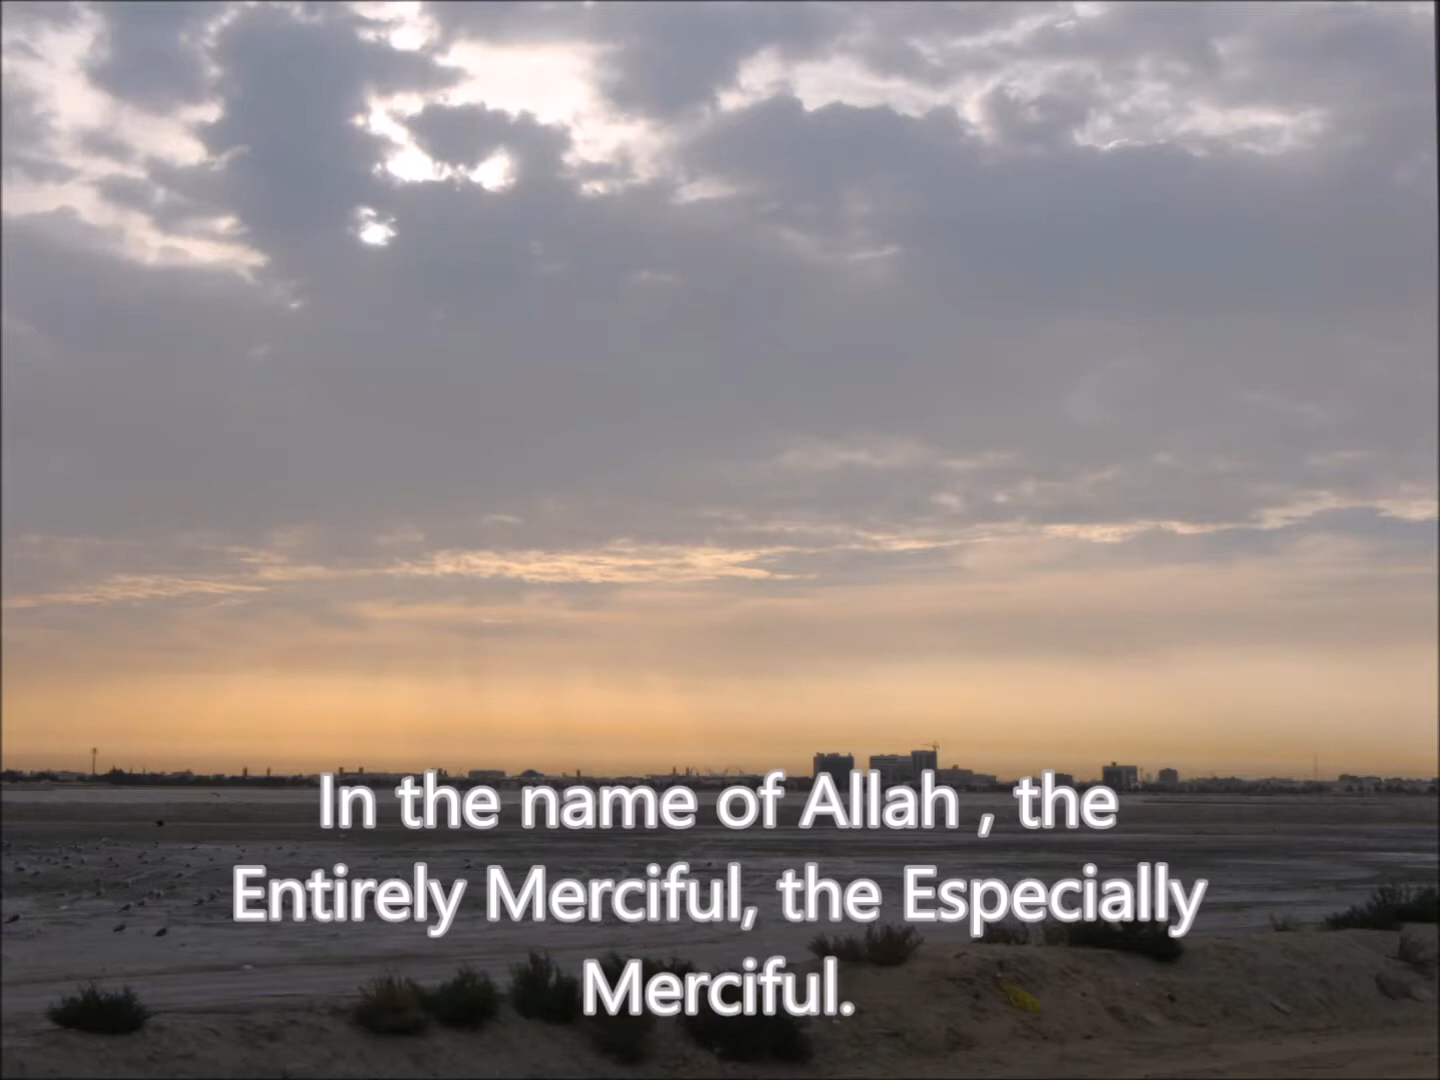 In the name of Allah , the
Entirely Merciful, the Especially
Merciful.